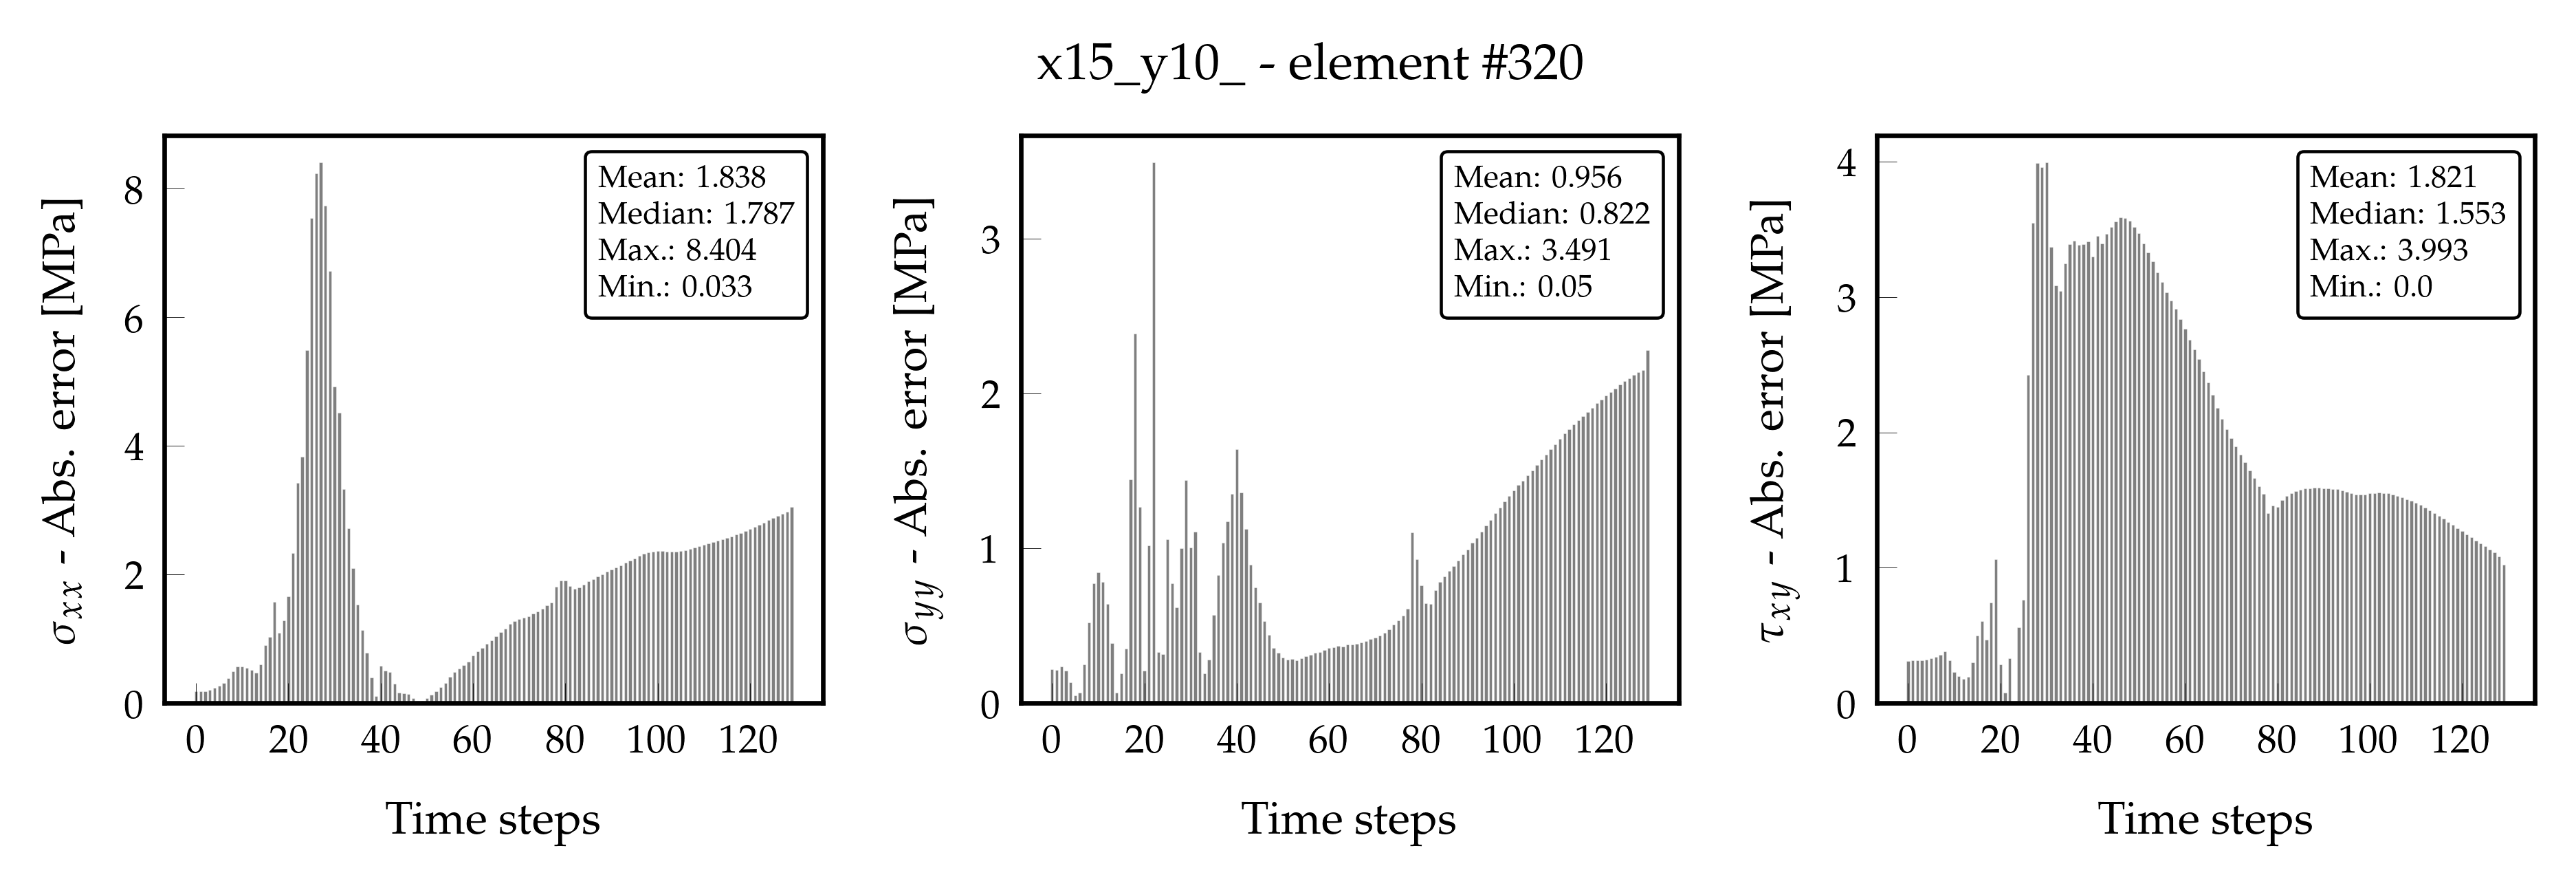 x15_y10_ - element #320
σxx - Abs. error [MPa]
8
6
4
2
0
Mean: 1.838
Median: 1.787
Max.: 8.404
Min.: 0.033
0 20 40 60 80 100 120
Time steps
σyy - Abs. error [MPa]
3
2
1
0
Mean: 0.956
Median: 0.822
Max.: 3.491
Min.: 0.05
0 20 40 60 80 100 120
Time steps
τxy - Abs. error [MPa]
4
3
2
1
0
Mean: 1.821
Median: 1.553
Max.: 3.993
Min.: 0.0
0 20 40 60 80 100 120
Time steps